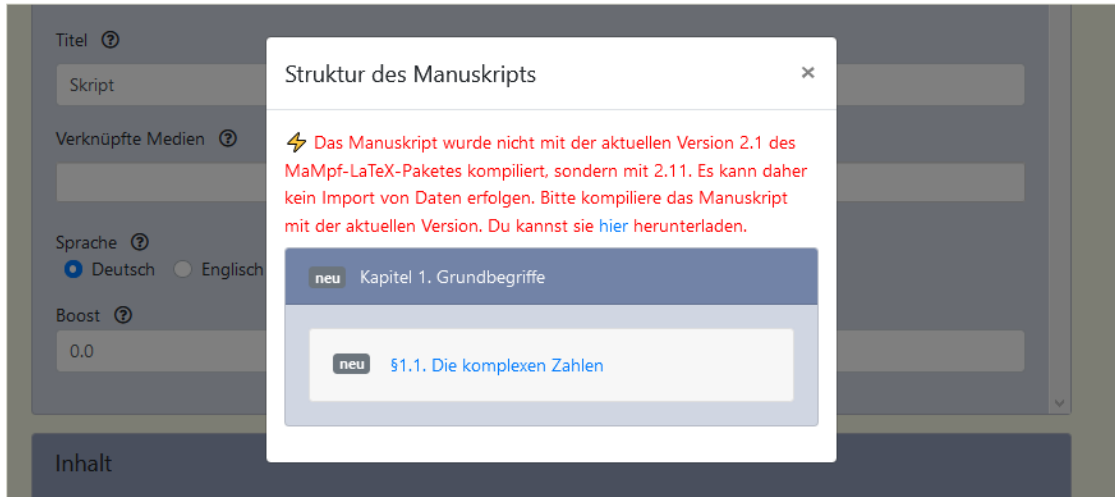 Titel
Skript
Verknüpfte Medien
Sprache
Deutsch Englisch
Boost
0.0
Inhalt
Struktur des Manuskripts ×
⚡ Das Manuskript wurde nicht mit der aktuellen Version 2.1 des
MaMpf-LaTeX-Paketes kompiliert, sondern mit 2.11. Es kann daher
kein Import von Daten erfolgen. Bitte kompiliere das Manuskript
mit der aktuellen Version. Du kannst sie hier herunterladen.
neu Kapitel 1. Grundbegriffe
neu §1.1. Die komplexen Zahlen